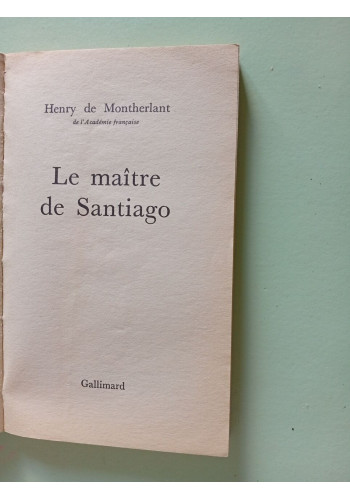 Henry de Montherlant
de l'Académie française
Le maître
de Santiago
Gallimard